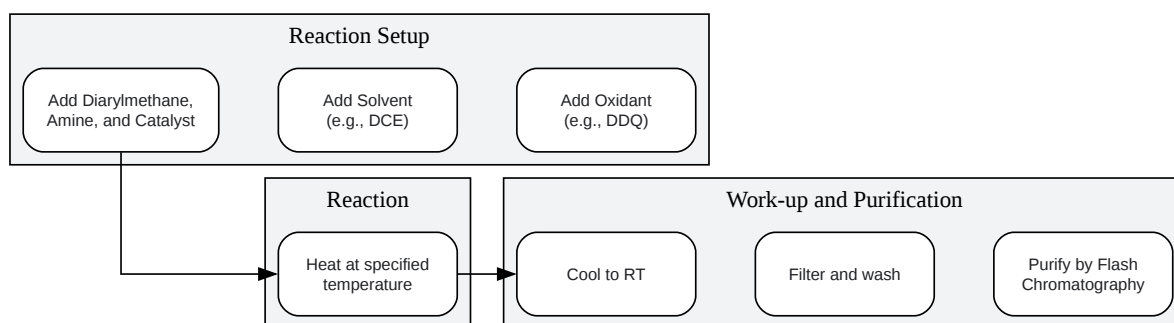 Reaction Setup
Add Diarylmethane,
Amine, and Catalyst
Add Solvent
(e.g., DCE)
Add Oxidant
(e.g., DDQ)
Reaction
Heat at specified
temperature
Work-up and Purification
Cool to RT
Filter and wash
Purify by Flash
Chromatography